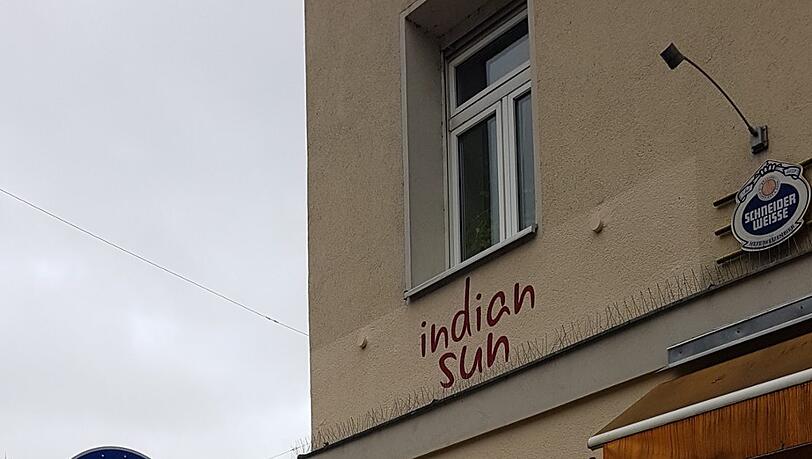 indian
sun
SCHNEIDER
WEISSE